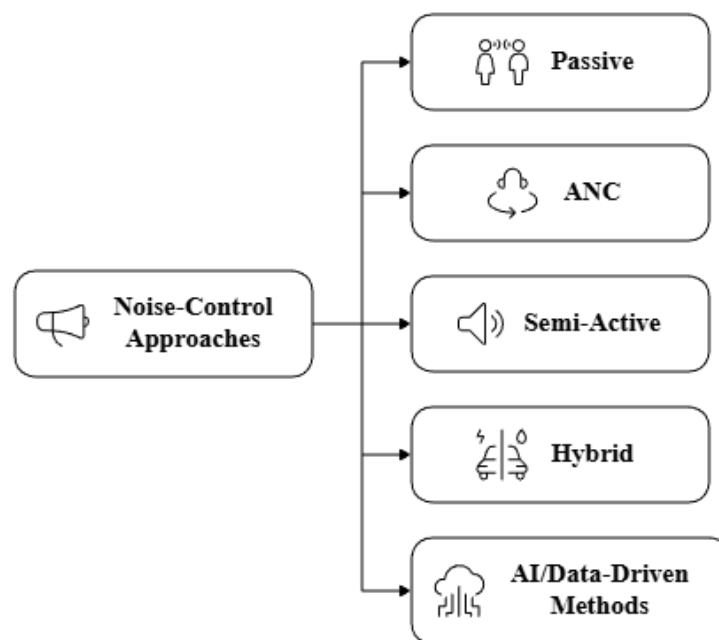 Passive
ANC
Noise-Control
Approaches
Semi-Active
Hybrid
AI/Data-Driven
Methods